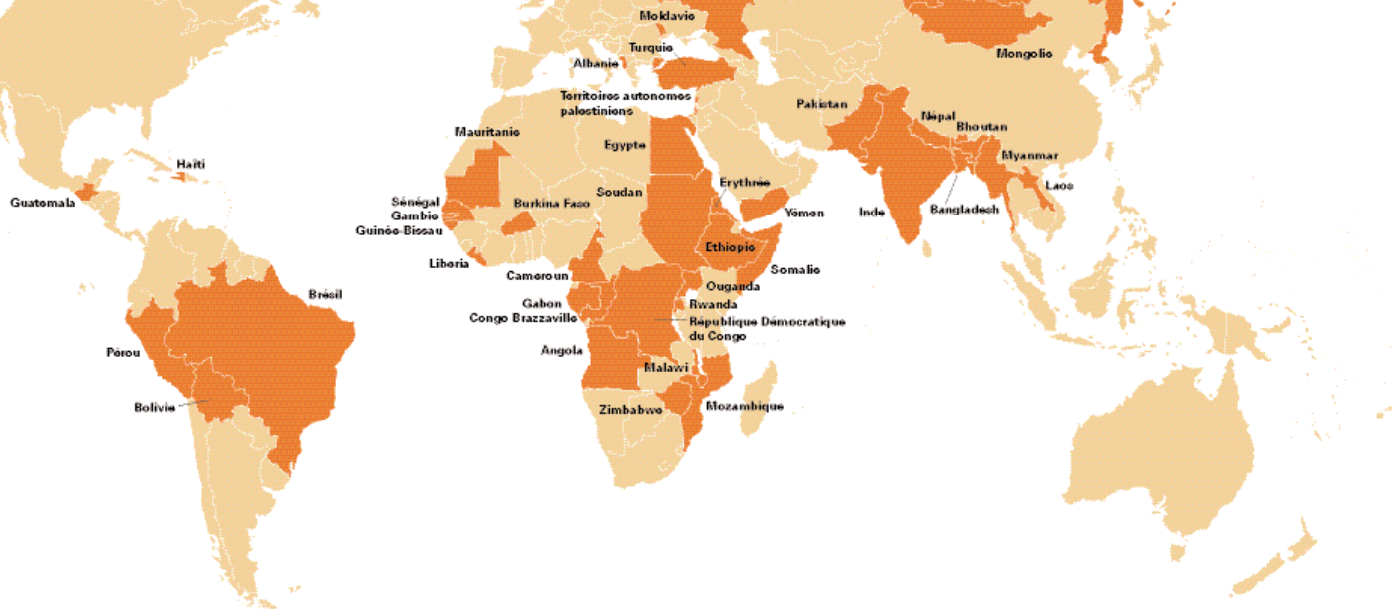 Moldavie
Turquie
Albanie
Mongolie
Territoires autonomes
palestiniens
Pakistan
Népal
Bhoutan
Mauritanie
Egypte
Myanmar
Haïti
Erythrée
Laos
Soudan
Guatemala
Sénégal
Burkina Faso
Gambie
Yémen
Inde
Bangladesh
Guinée-Bissau
Ethiopie
Liberia
Somalie
Cameroun
Ouganda
Brésil
Gabon
Rwanda
Congo Brazzaville
République Démocratique
du Congo
Angola
Pérou
Malawi
Bolivie
Zimbabwe
Mozambique